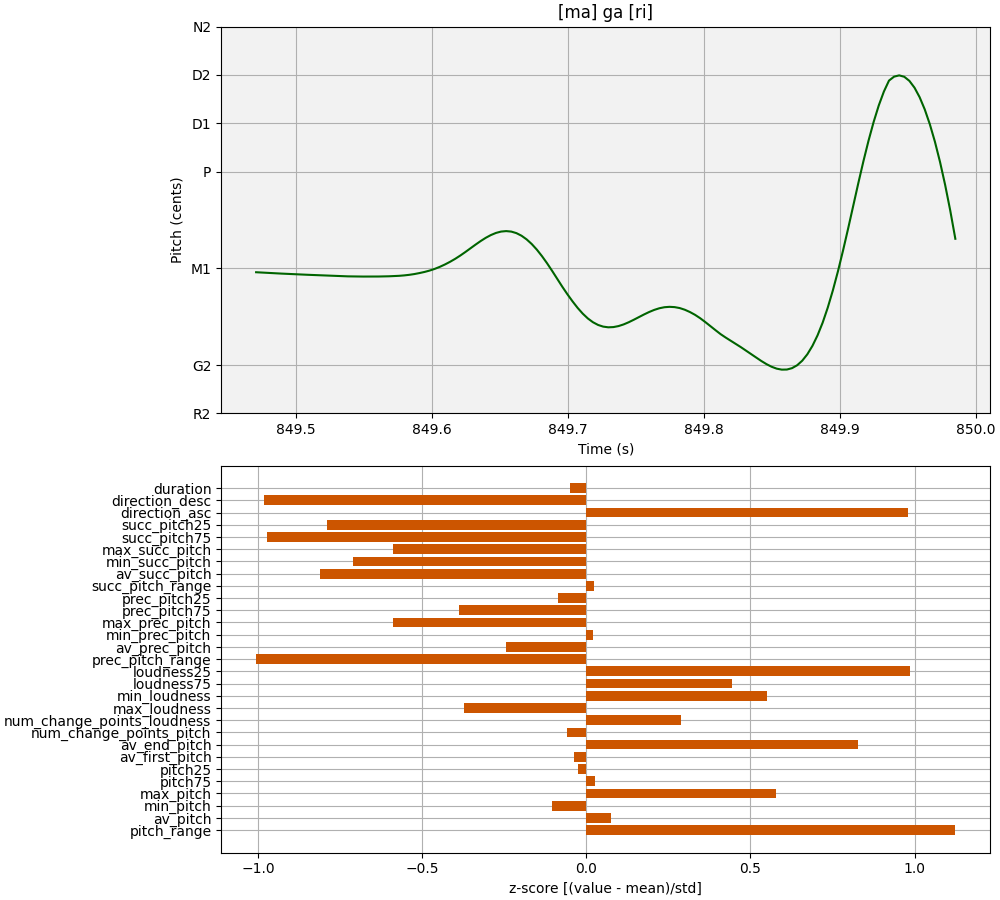 [ma] ga [ri]
N2
D2
D1
P
M1
G2
R2
Pitch (cents)
849.5 849.6 849.7 849.8 849.9 850.0
Time (s)
duration
direction_desc
direction_asc
succ_pitch25
succ_pitch75
max_succ_pitch
min_succ_pitch
av_succ_pitch
succ_pitch_range
prec_pitch25
prec_pitch75
max_prec_pitch
min_prec_pitch
av_prec_pitch
prec_pitch_range
loudness25
loudness75
min_loudness
max_loudness
num_change_points_loudness
num_change_points_pitch
av_end_pitch
av_first_pitch
pitch25
pitch75
max_pitch
min_pitch
av_pitch
pitch_range
−1.0 −0.5 0.0 0.5 1.0
z-score [(value - mean)/std]